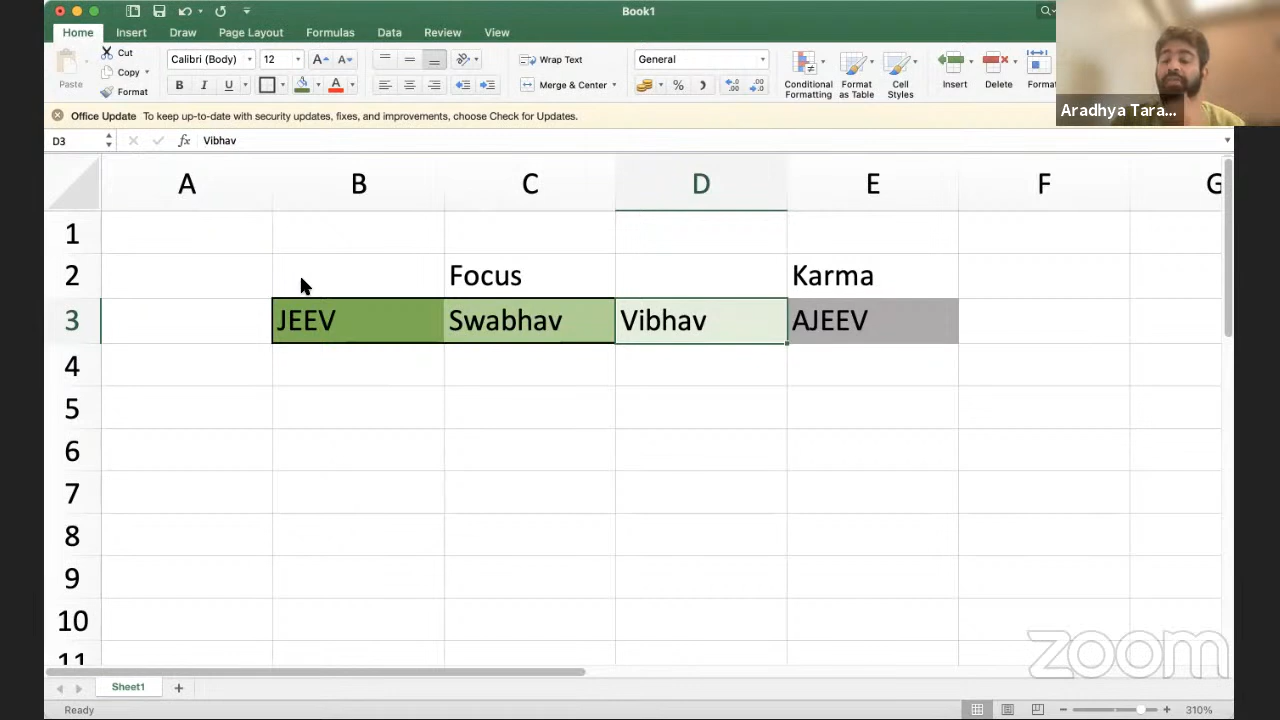 Book1
Home Insert Draw Page Layout Formulas Data Review View
Cut
Copy
Format
Paste
Calibri (Body) 12
B I U
Wrap Text
Merge & Center
General
Conditional Formatting
Format as Table
Cell Styles
Insert
Delete
Format
Aradhya Tara...
Office Update To keep up-to-date with security updates, fixes, and improvements, choose Check for Updates.
D3 fx Vibhav
A B C D E F G
1
2 Focus Karma
3 JEEV Swabhav Vibhav AJEEV
4
5
6
7
8
9
10
11
zoom
Sheet1
Ready 310%